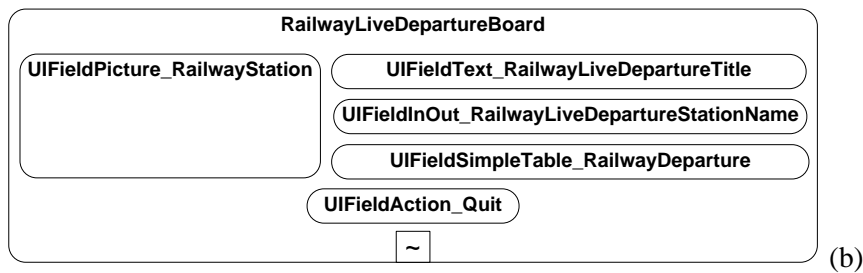 RailwayLiveDepartureBoard
UIFieldPicture_RailwayStation
UIFieldText_RailwayLiveDepartureTitle
UIFieldInOut_RailwayLiveDepartureStationName
UIFieldSimpleTable_RailwayDeparture
UIFieldAction_Quit
~
(b)